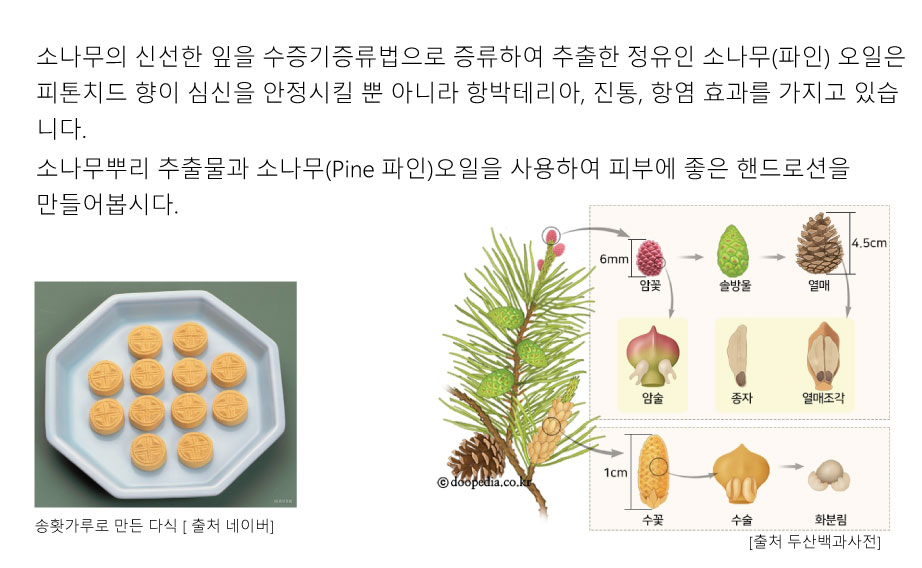 소나무의 신선한 잎을 수증기증류법으로 증류하여 추출한 정유인 소나무(파인) 오일은
피톤치드 향이 심신을 안정시킬 뿐 아니라 항박테리아, 진통, 항염 효과를 가지고 있습
니다.
소나무뿌리 추출물과 소나무(Pine 파인)오일을 사용하여 피부에 좋은 핸드로션을
만들어봅시다.
6mm
4.5cm
암꽃
솔방울
열매
암술
종자
열매조각
1cm
ⓒdoopedia.co.kr
수꽃
수술
화분립
송홧가루로 만든 다식 [ 출처 네이버]
[출처 두산백과사전]